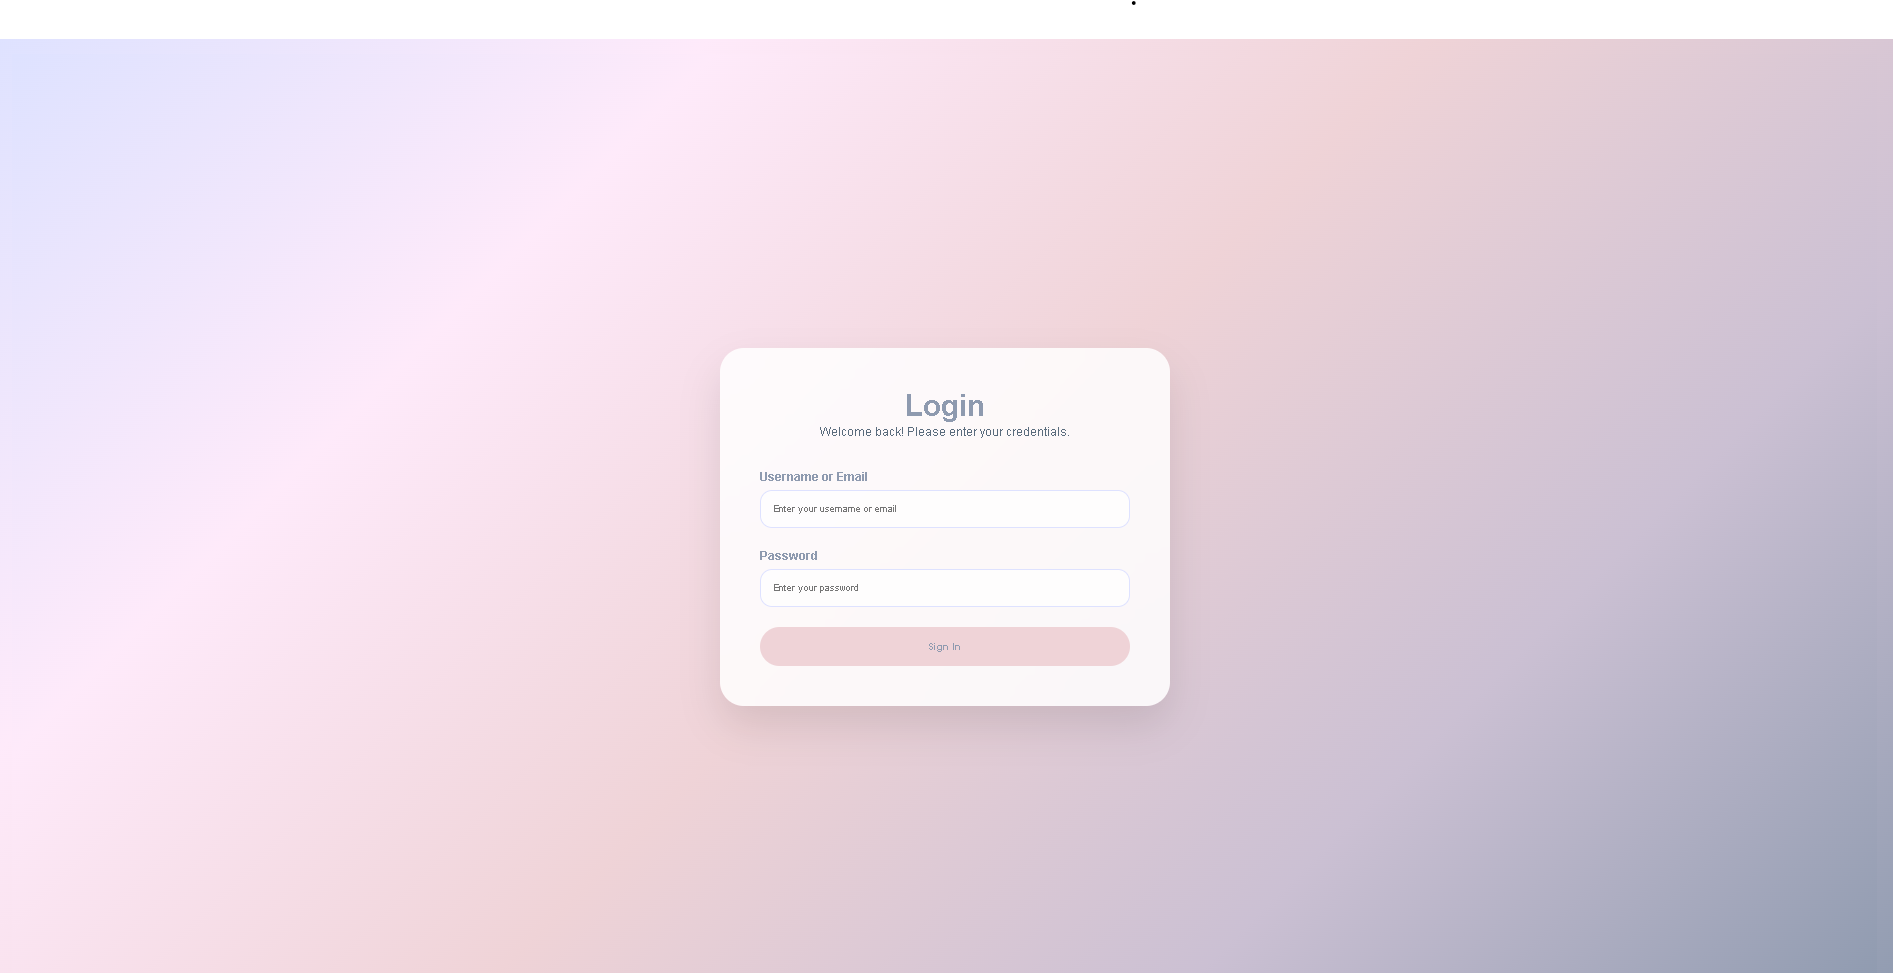 Login
Welcome back! Please enter your credentials.
Username or Email
Enter your username or email
Password
Enter your password
Sign In